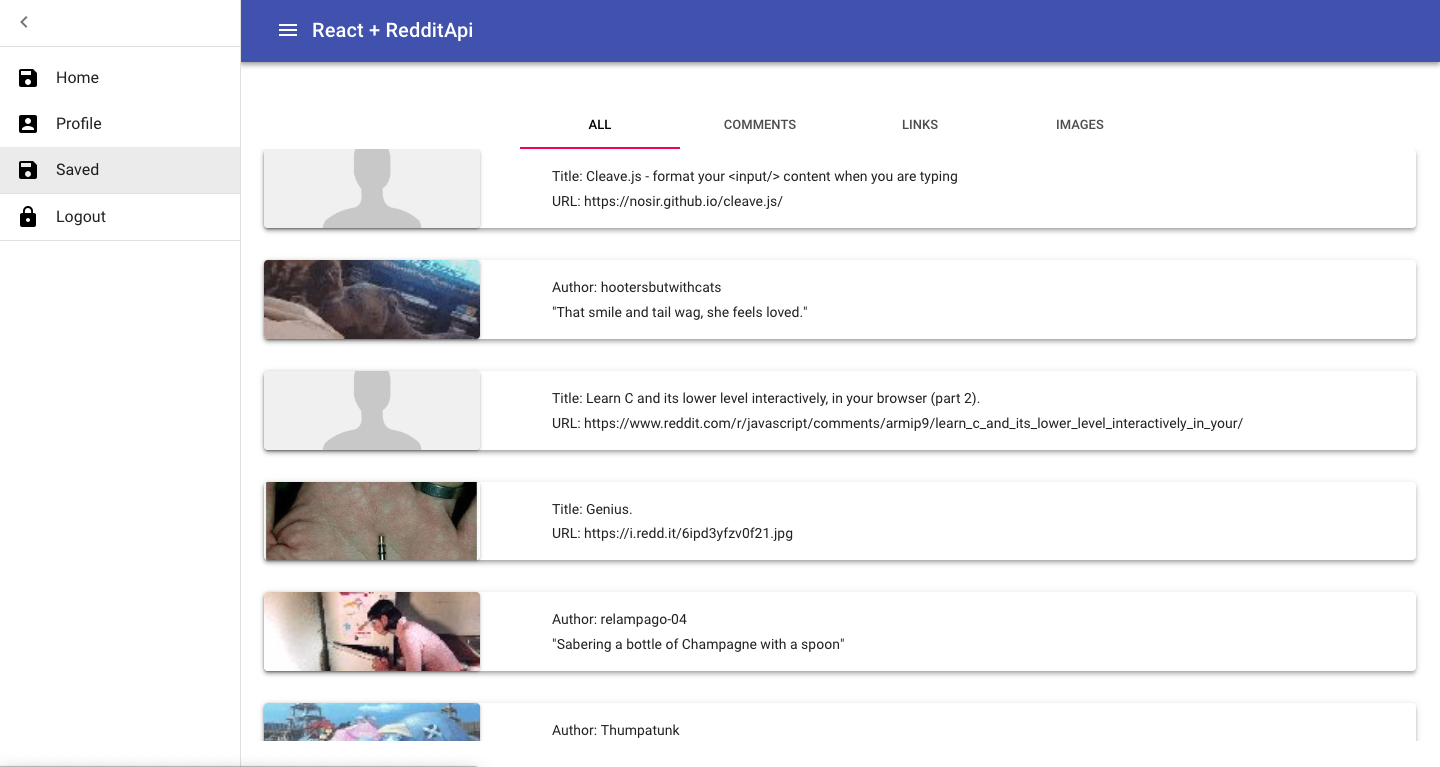 React + RedditApi
Home
Profile
Saved
Logout
ALL
COMMENTS
LINKS
IMAGES
Title: Cleave.js - format your <input/> content when you are typing
URL: https://nosir.github.io/cleave.js/
Author: hootersbutwithcats
"That smile and tail wag, she feels loved."
Title: Learn C and its lower level interactively, in your browser (part 2).
URL: https://www.reddit.com/r/javascript/comments/armip9/learn_c_and_its_lower_level_interactively_in_your/
Title: Genius.
URL: https://i.redd.it/6ipd3yfzv0f21.jpg
Author: relampago-04
"Sabering a bottle of Champagne with a spoon"
Author: Thumpatunk